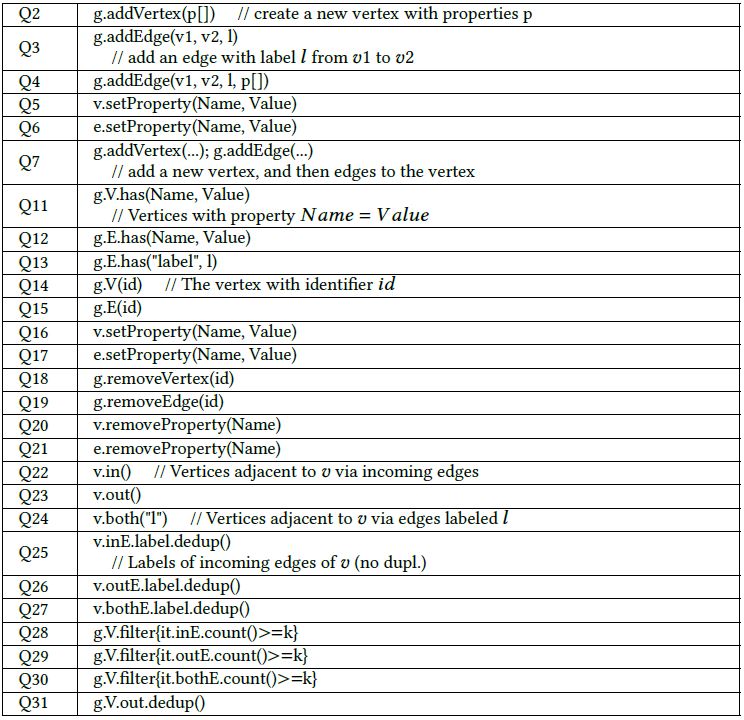 Q2 g.addVertex(p[]) // create a new vertex with properties p
Q3 g.addEdge(v1, v2, l)
// add an edge with label l from v1 to v2
Q4 g.addEdge(v1, v2, l, p[])
Q5 v.setProperty(Name, Value)
Q6 e.setProperty(Name, Value)
Q7 g.addVertex(...); g.addEdge(...)
// add a new vertex, and then edges to the vertex
Q11 g.V.has(Name, Value)
// Vertices with property Name = Value
Q12 g.E.has(Name, Value)
Q13 g.E.has("label", l)
Q14 g.V(id) // The vertex with identifier id
Q15 g.E(id)
Q16 v.setProperty(Name, Value)
Q17 e.setProperty(Name, Value)
Q18 g.removeVertex(id)
Q19 g.removeEdge(id)
Q20 v.removeProperty(Name)
Q21 e.removeProperty(Name)
Q22 v.in() // Vertices adjacent to v via incoming edges
Q23 v.out()
Q24 v.both("l") // Vertices adjacent to v via edges labeled l
Q25 v.inE.label.dedup()
// Labels of incoming edges of v (no dupl.)
Q26 v.outE.label.dedup()
Q27 v.bothE.label.dedup()
Q28 g.V.filter{it.inE.count()>=k}
Q29 g.V.filter{it.outE.count()>=k}
Q30 g.V.filter{it.bothE.count()>=k}
Q31 g.V.out.dedup()